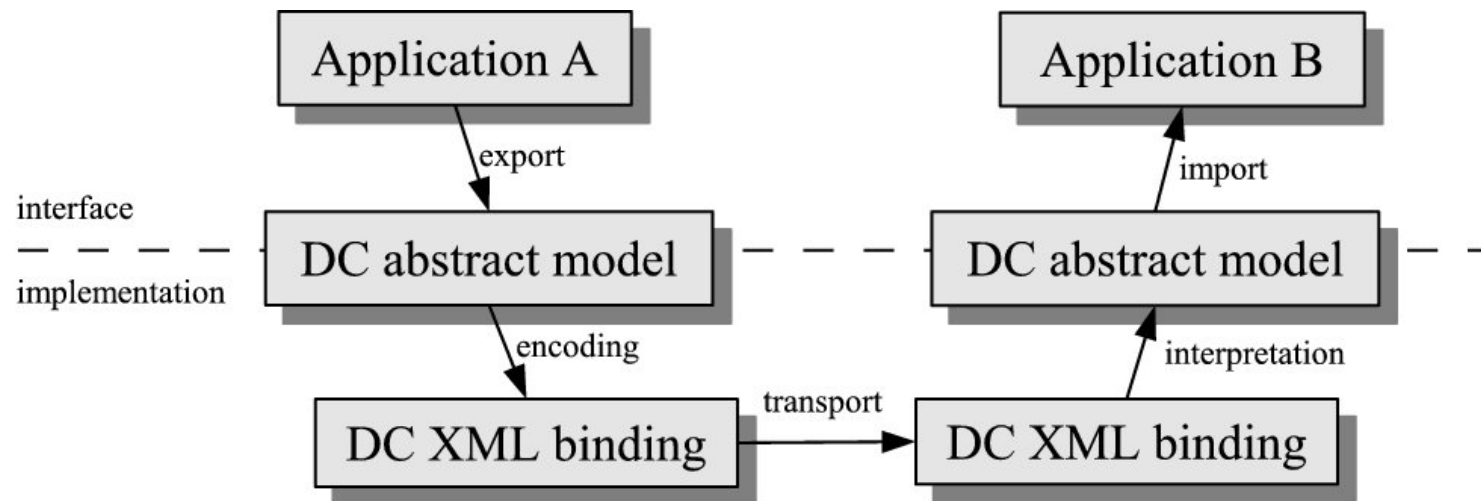 Application A
Application B
export
import
interface
DC abstract model
DC abstract model
implementation
encoding
interpretation
transport
DC XML binding
DC XML binding